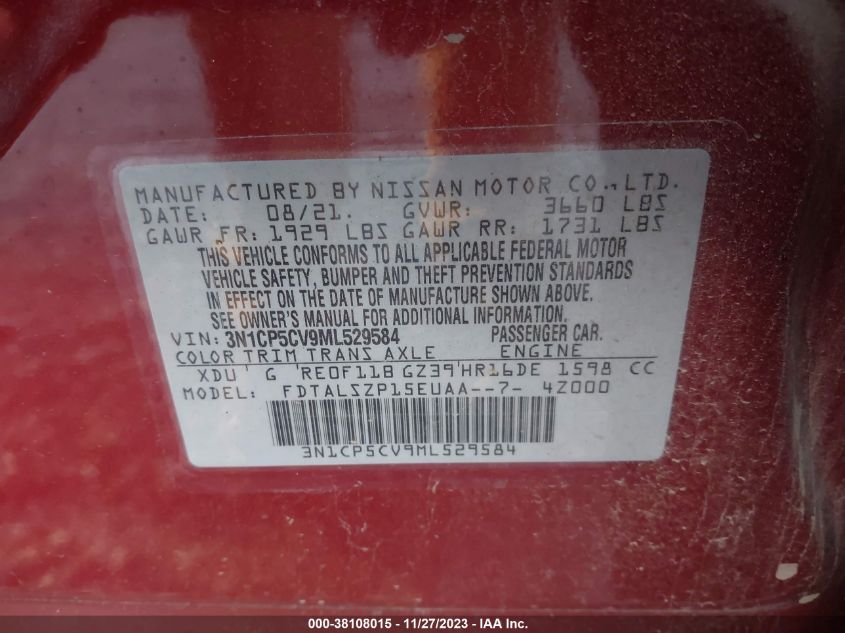 MANUFACTURED BY NISSAN MOTOR CO., LTD.
DATE: 08/21. GVWR: 3660 LBS
GAWR FR: 1929 LBS GAWR RR: 1731 LBS
THIS VEHICLE CONFORMS TO ALL APPLICABLE FEDERAL MOTOR
VEHICLE SAFETY, BUMPER AND THEFT PREVENTION STANDARDS
IN EFFECT ON THE DATE OF MANUFACTURE SHOWN ABOVE.
SEE OWNER'S MANUAL FOR ADDITIONAL INFORMATION.
VIN: 3N1CP5CV9ML529584 PASSENGER CAR.
COLOR TRIM TRANS AXLE ENGINE
XDU G RE0F11B GZ39 HR16DE 1598 CC
MODEL: FDTALSZP15EUAA--7- 4Z000
3N1CP5CV9ML529584
000-38108015 - 11/27/2023 - COPYRIGHT IAA, Inc.